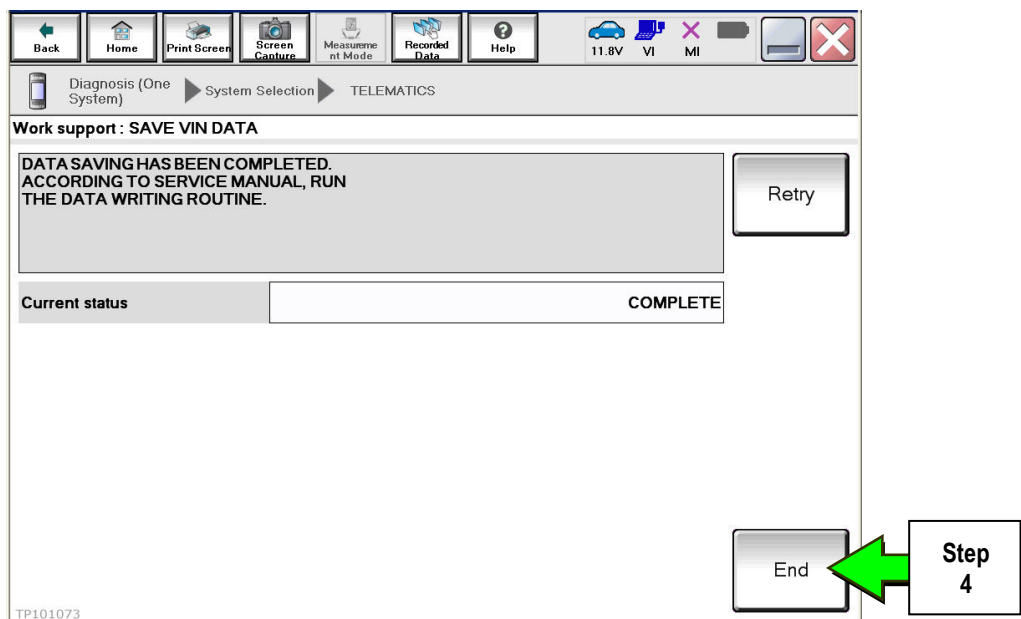 Back
Home
Print Screen
Screen
Capture
Measureme
nt Mode
Recorded
Data
Help
11.8V
VI
MI
Diagnosis (One
System)
System Selection
TELEMATICS
Work support : SAVE VIN DATA
DATA SAVING HAS BEEN COMPLETED.
ACCORDING TO SERVICE MANUAL, RUN
THE DATA WRITING ROUTINE.
Retry
Current status
COMPLETE
End
Step
4
TP101073